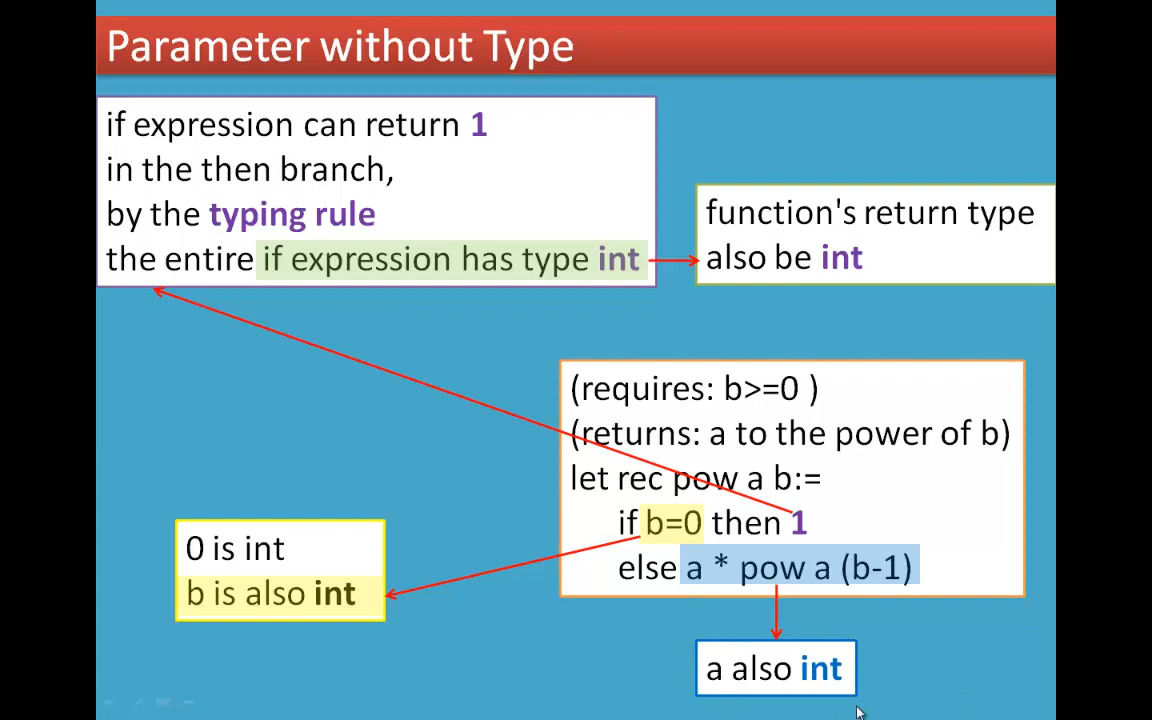 Parameter without Type
if expression can return 1
in the then branch,
by the typing rule
the entire if expression has type int
function's return type
also be int
(requires: b>=0 )
(returns: a to the power of b)
let rec pow a b:=
if b=0 then 1
else a * pow a (b-1)
0 is int
b is also int
a also int